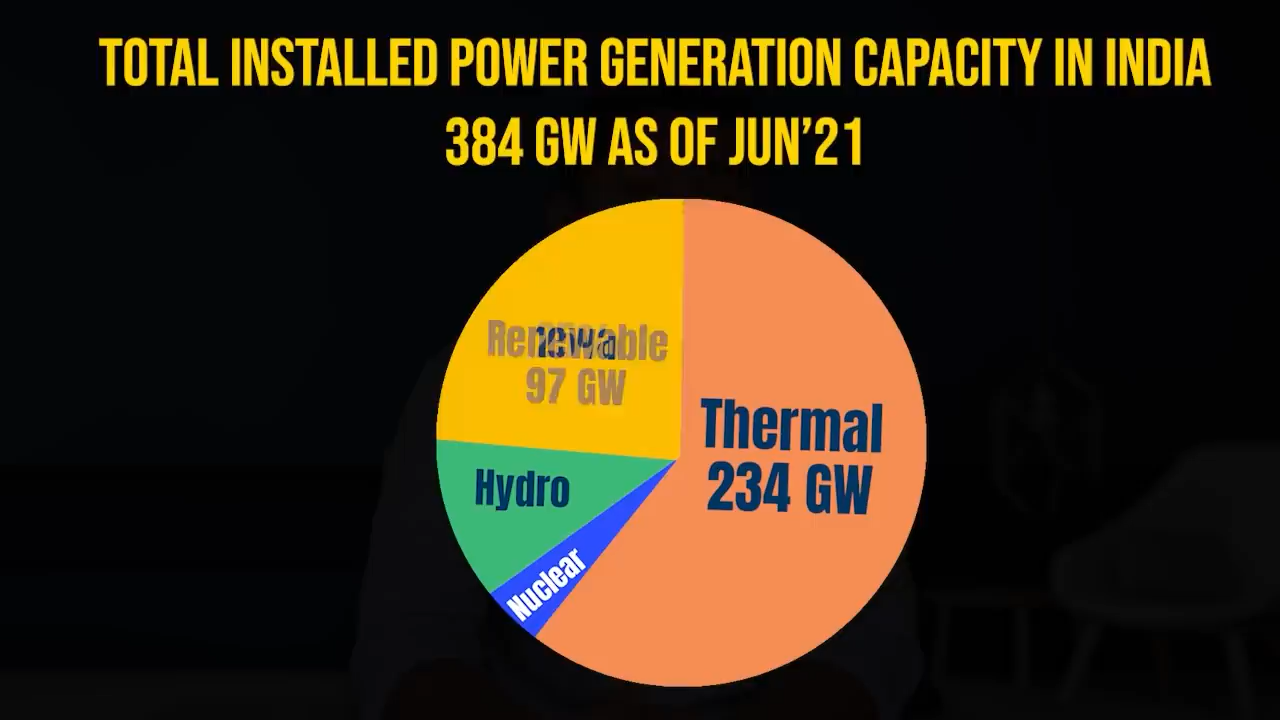 TOTAL INSTALLED POWER GENERATION CAPACITY IN INDIA
384 GW AS OF JUN'21
Renewable
97 GW
Thermal
234 GW
Hydro
Nuclear